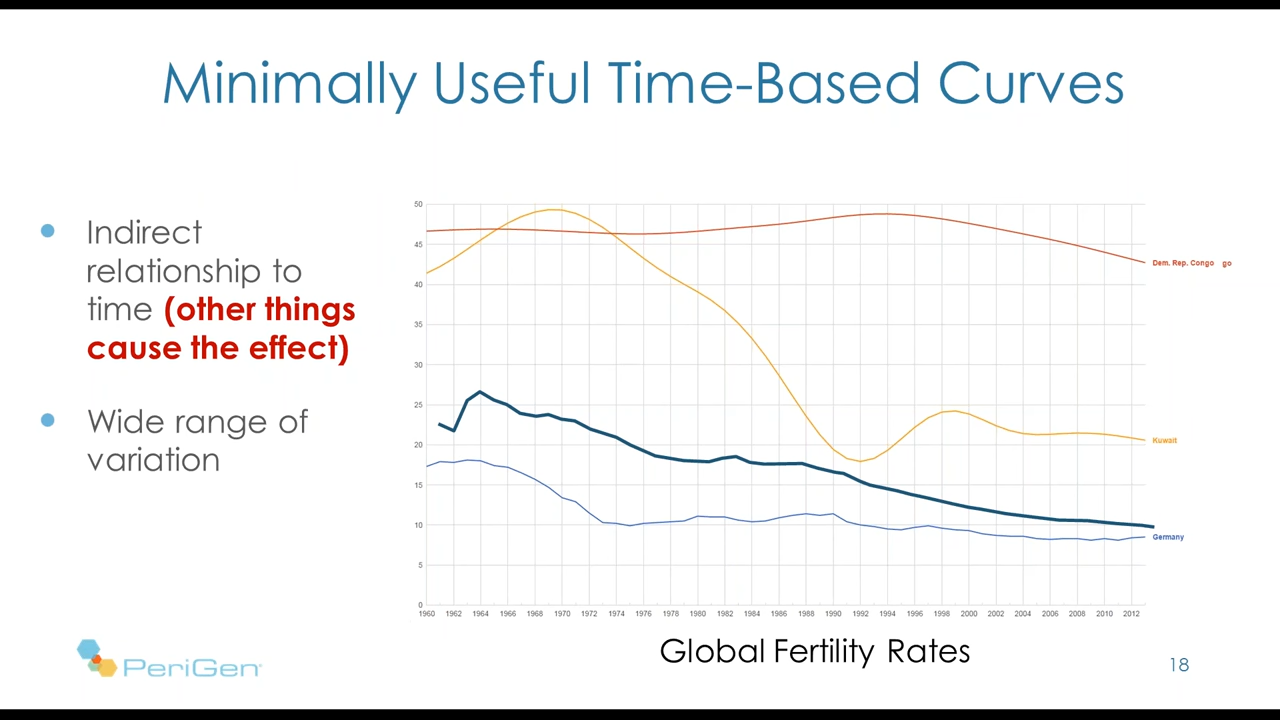 Minimally Useful Time-Based Curves
Indirect
relationship to
time (other things
cause the effect)
Wide range of
variation
50
45
40
35
30
25
20
15
10
5
0
1960 1962 1964 1966 1968 1970 1972 1974 1976 1978 1980 1982 1984 1986 1988 1990 1992 1994 1996 1998 2000 2002 2004 2006 2008 2010 2012
Dem. Rep. Congo go
Kuwait
Germany
Global Fertility Rates
PeriGen
18